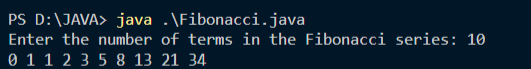 PS D:\JAVA> java .\Fibonacci.java
Enter the number of terms in the Fibonacci series: 10
0 1 1 2 3 5 8 13 21 34